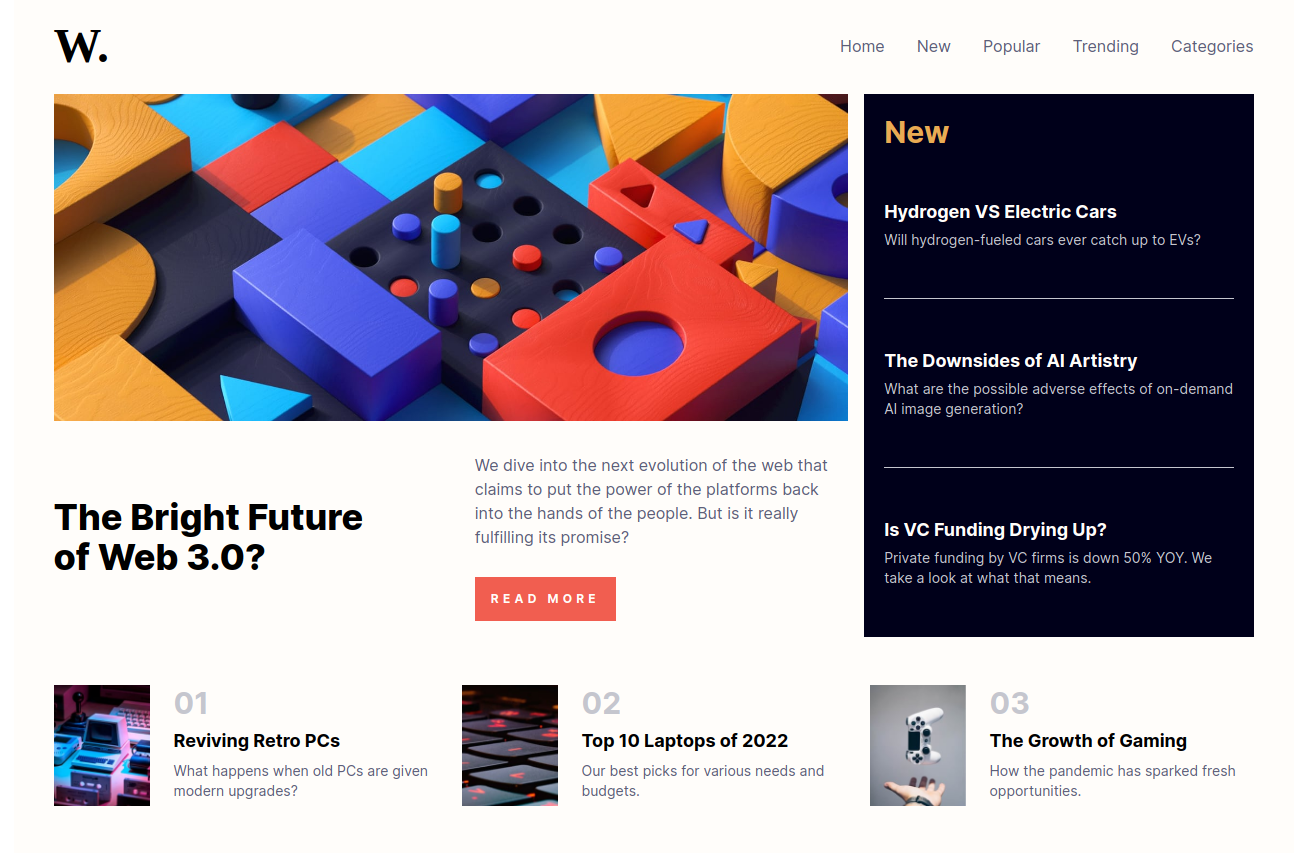 W.
Home
New
Popular
Trending
Categories
The Bright Future
of Web 3.0?
We dive into the next evolution of the web that
claims to put the power of the platforms back
into the hands of the people. But is it really
fulfilling its promise?
READ MORE
New
Hydrogen VS Electric Cars
Will hydrogen-fueled cars ever catch up to EVs?
The Downsides of AI Artistry
What are the possible adverse effects of on-demand
AI image generation?
Is VC Funding Drying Up?
Private funding by VC firms is down 50% YOY. We
take a look at what that means.
01
Reviving Retro PCs
What happens when old PCs are given
modern upgrades?
02
Top 10 Laptops of 2022
Our best picks for various needs and
budgets.
03
The Growth of Gaming
How the pandemic has sparked fresh
opportunities.